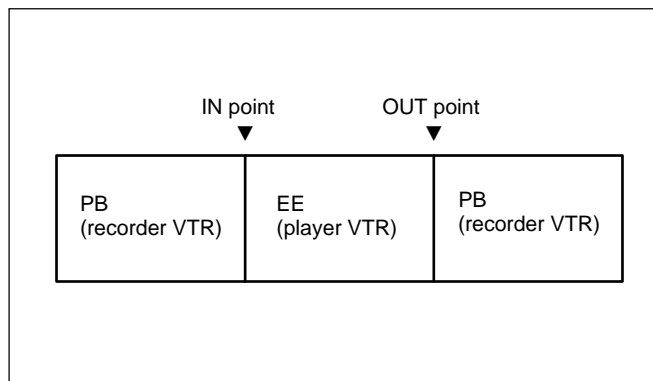 IN point
OUT point
▼
▼
PB
(recorder VTR)
EE
(player VTR)
PB
(recorder VTR)